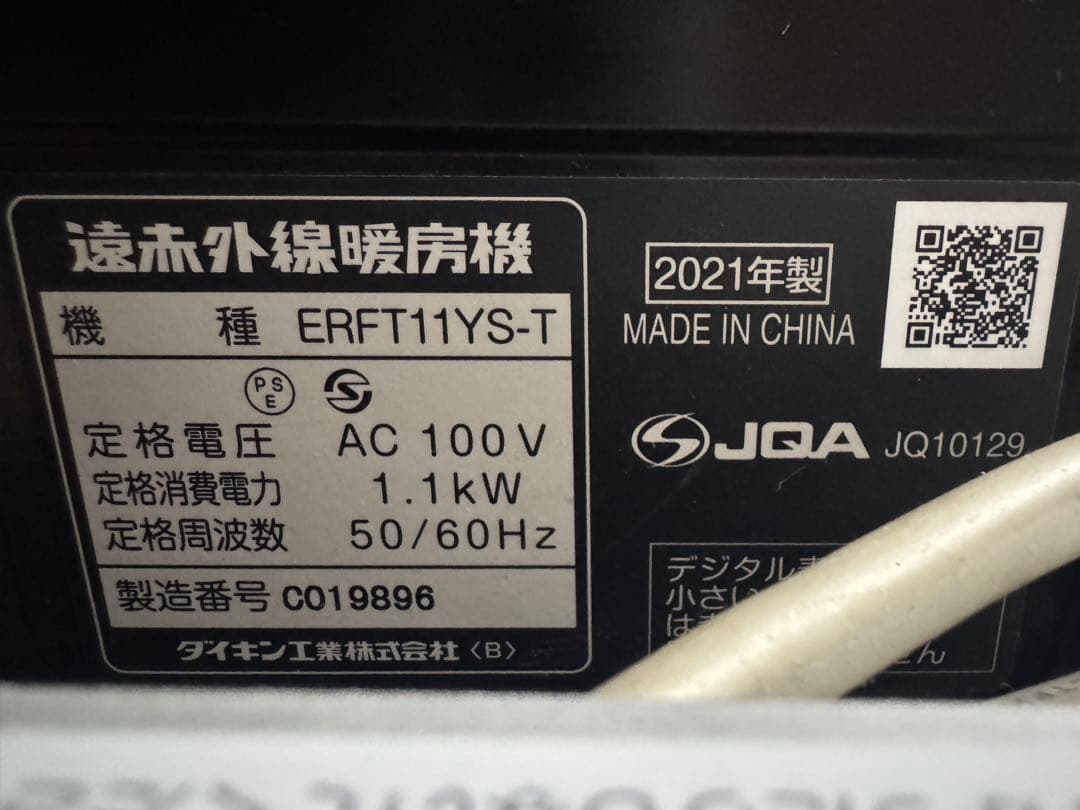 遠赤外線暖房機
機種 ERFT11YS-T
PS
E
定格電圧 AC 100V
定格消費電力 1.1kW
定格周波数 50/60Hz
製造番号 C019896
ダイキン工業株式会社〈B〉
2021年製
MADE IN CHINA
JQA JQ10129
デジタル
小さい
は
ん